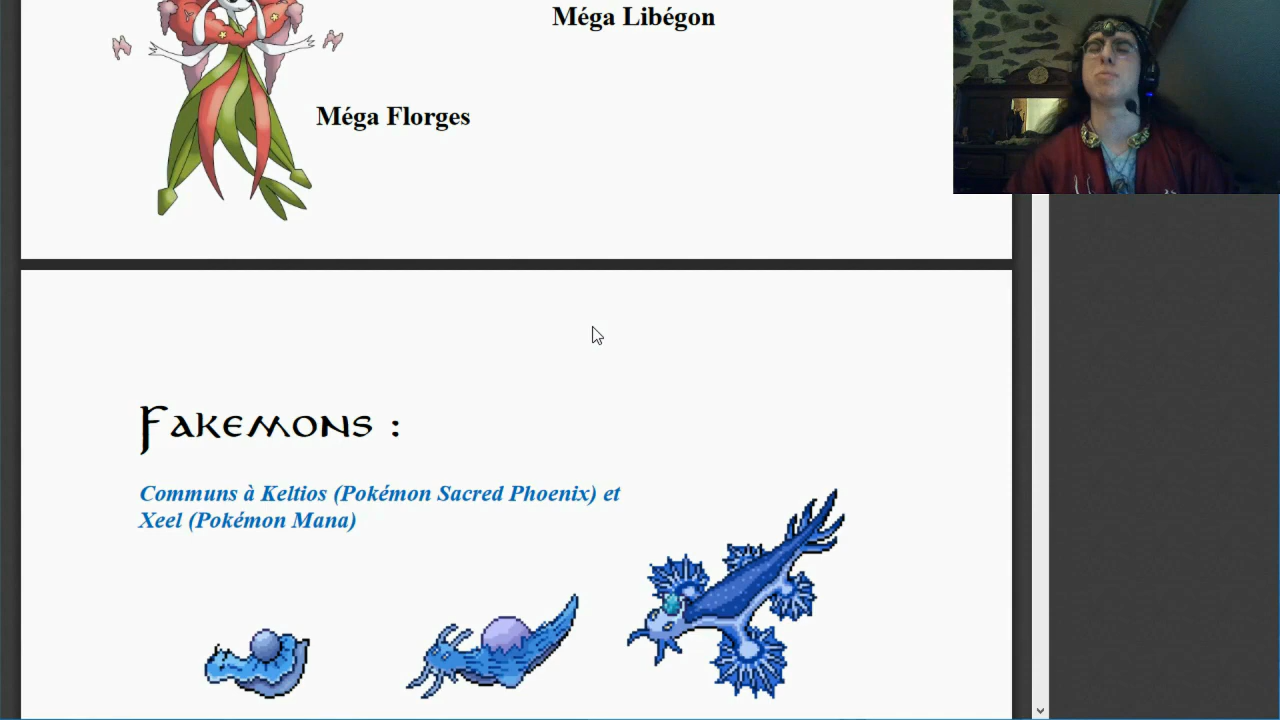 Méga Libégon
Méga Florges
Fakemons :
Communs à Keltios (Pokémon Sacred Phoenix) et
Xeel (Pokémon Mana)